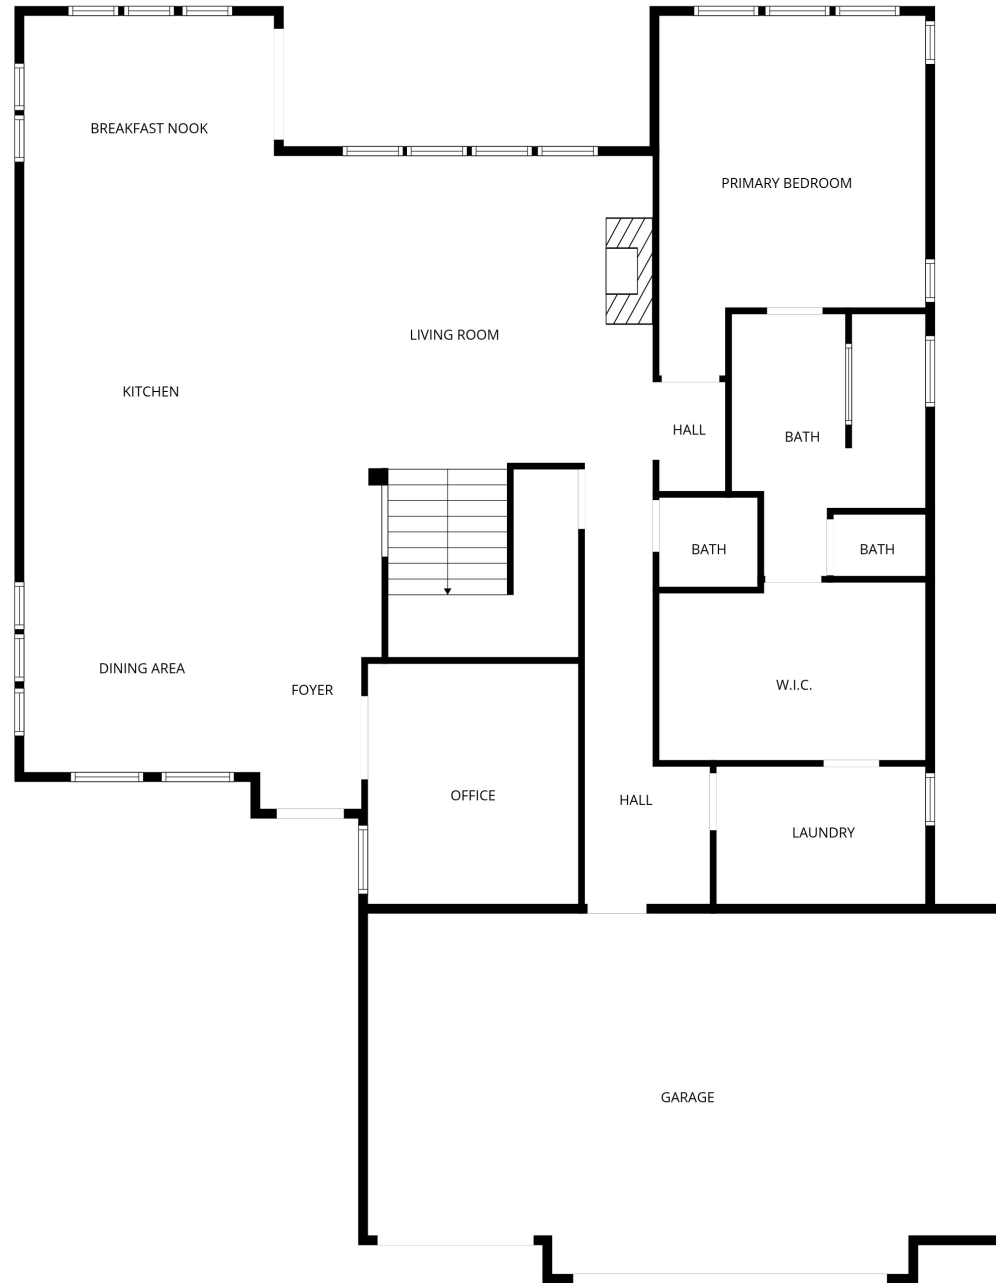 BREAKFAST NOOK
PRIMARY BEDROOM
LIVING ROOM
KITCHEN
HALL
BATH
BATH
BATH
DINING AREA
FOYER
W.I.C.
OFFICE
HALL
LAUNDRY
GARAGE